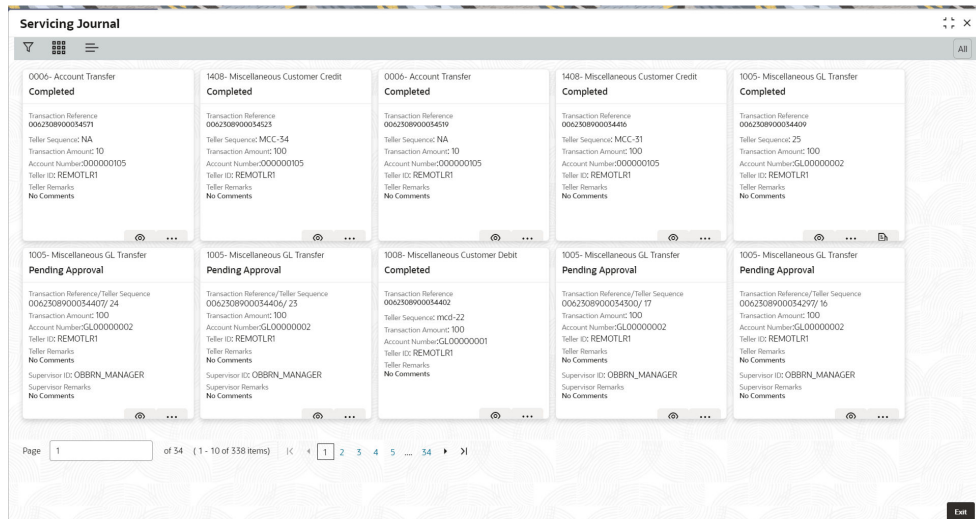 Servicing Journal
All
0006- Account Transfer
Completed
Transaction Reference
0062308900034571
Teller Sequence: NA
Transaction Amount: 10
Account Number:000000105
Teller ID: REMOTLR1
Teller Remarks
No Comments
1408- Miscellaneous Customer Credit
Completed
Transaction Reference
0062308900034523
Teller Sequence: MCC-34
Transaction Amount: 100
Account Number:000000105
Teller ID: REMOTLR1
Teller Remarks
No Comments
0006- Account Transfer
Completed
Transaction Reference
0062308900034519
Teller Sequence: NA
Transaction Amount: 10
Account Number:000000105
Teller ID: REMOTLR1
Teller Remarks
No Comments
1408- Miscellaneous Customer Credit
Completed
Transaction Reference
0062308900034416
Teller Sequence: MCC-31
Transaction Amount: 100
Account Number:000000105
Teller ID: REMOTLR1
Teller Remarks
No Comments
1005- Miscellaneous GL Transfer
Completed
Transaction Reference
0062308900034409
Teller Sequence: 25
Transaction Amount: 100
Account Number:GL00000002
Teller ID: REMOTLR1
Teller Remarks
No Comments
1005- Miscellaneous GL Transfer
Pending Approval
Transaction Reference/Teller Sequence
0062308900034407/ 24
Transaction Amount: 100
Account Number:GL00000002
Teller ID: REMOTLR1
Teller Remarks
No Comments
Supervisor ID: OBBRN_MANAGER
Supervisor Remarks
No Comments
1005- Miscellaneous GL Transfer
Pending Approval
Transaction Reference/Teller Sequence
0062308900034406/ 23
Transaction Amount: 100
Account Number:GL00000002
Teller ID: REMOTLR1
Teller Remarks
No Comments
Supervisor ID: OBBRN_MANAGER
Supervisor Remarks
No Comments
1008- Miscellaneous Customer Debit
Completed
Transaction Reference
0062308900034402
Teller Sequence: mcd-22
Transaction Amount: 100
Account Number:GL00000001
Teller ID: REMOTLR1
Teller Remarks
No Comments
1005- Miscellaneous GL Transfer
Pending Approval
Transaction Reference/Teller Sequence
0062308900034300/ 17
Transaction Amount: 100
Account Number:GL00000002
Teller ID: REMOTLR1
Teller Remarks
No Comments
Supervisor ID: OBBRN_MANAGER
Supervisor Remarks
No Comments
1005- Miscellaneous GL Transfer
Pending Approval
Transaction Reference/Teller Sequence
0062308900034297/ 16
Transaction Amount: 100
Account Number:GL00000002
Teller ID: REMOTLR1
Teller Remarks
No Comments
Supervisor ID: OBBRN_MANAGER
Supervisor Remarks
No Comments
Page 1 of 34 ( 1 - 10 of 338 items) 1 2 3 4 5 .... 34
Exit